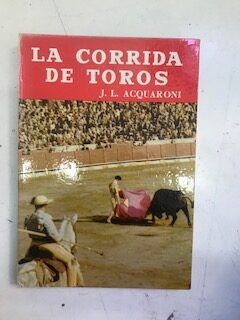 LA CORRIDA
DE TOROS
J. L. ACQUARONI